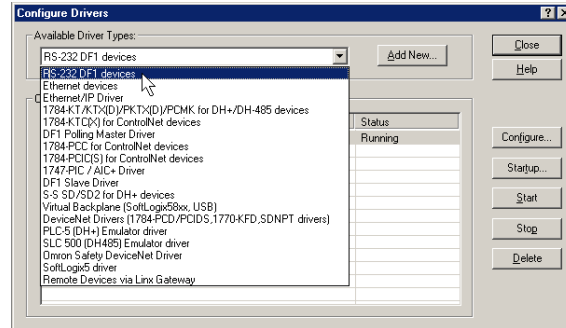 Configure Drivers
Available Driver Types:
RS-232 DF1 devices
Add New...
Close
Help
RS-232 DF1 devices
Ethernet devices
Ethernet/IP Driver
1784-KT/KTX(D)/PKTX(D)/PCMK for DH+/DH-485 devices
1784-KTC(X) for ControlNet devices
DF1 Polling Master Driver
1784-PCC for ControlNet devices
1784-PCIC(S) for ControlNet devices
1747-PIC / AIC+ Driver
DF1 Slave Driver
S-S SD/SD2 for DH+ devices
Virtual Backplane (SoftLogix58xx, USB)
DeviceNet Drivers (1784-PCD/PCIDS,1770-KFD,SDNPT drivers)
PLC-5 (DH+) Emulator driver
SLC 500 (DH485) Emulator driver
Omron Safety DeviceNet Driver
SoftLogix5 driver
Remote Devices via Linx Gateway
Status
Running
Configure...
Startup...
Start
Stop
Delete